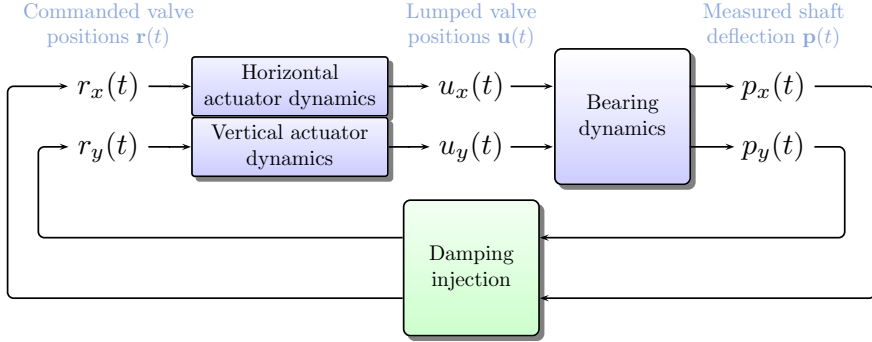 Commanded valve
positions r(t)
Lumped valve
positions u(t)
Measured shaft
deflection p(t)
r_x(t)
Horizontal
actuator dynamics
u_x(t)
Bearing
dynamics
p_x(t)
r_y(t)
Vertical actuator
dynamics
u_y(t)
p_y(t)
Damping
injection